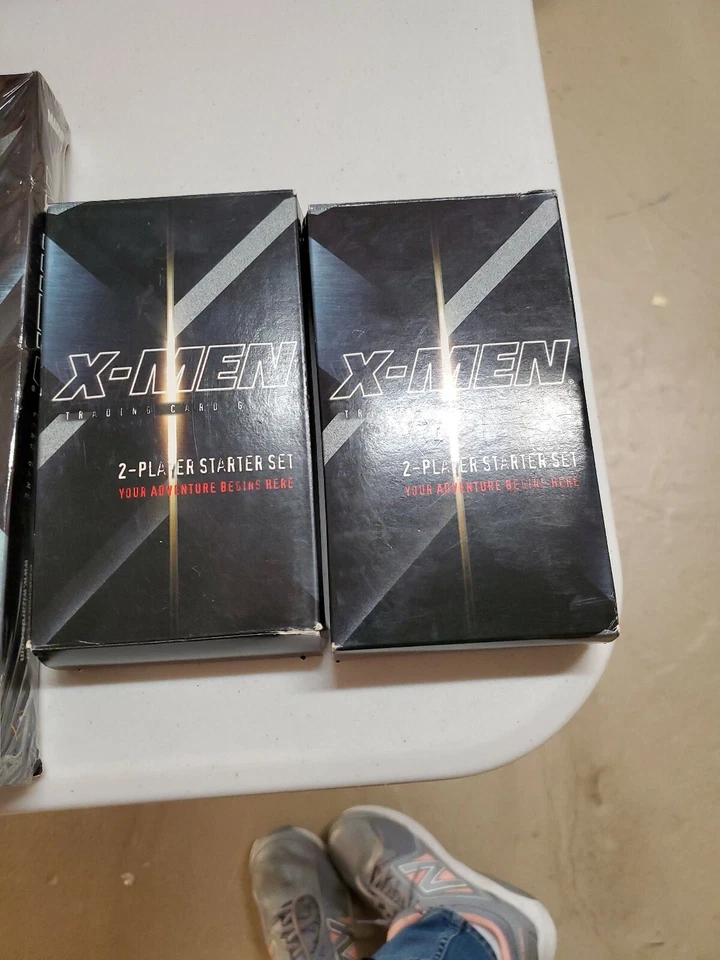 X-MEN
TRADING CARD G
2-PLAYER STARTER SET
YOUR ADVENTURE BEGINS HERE
X-MEN
TR
2-PLAYER STARTER SET
YOUR ADVENTURE BEGINS HERE
N